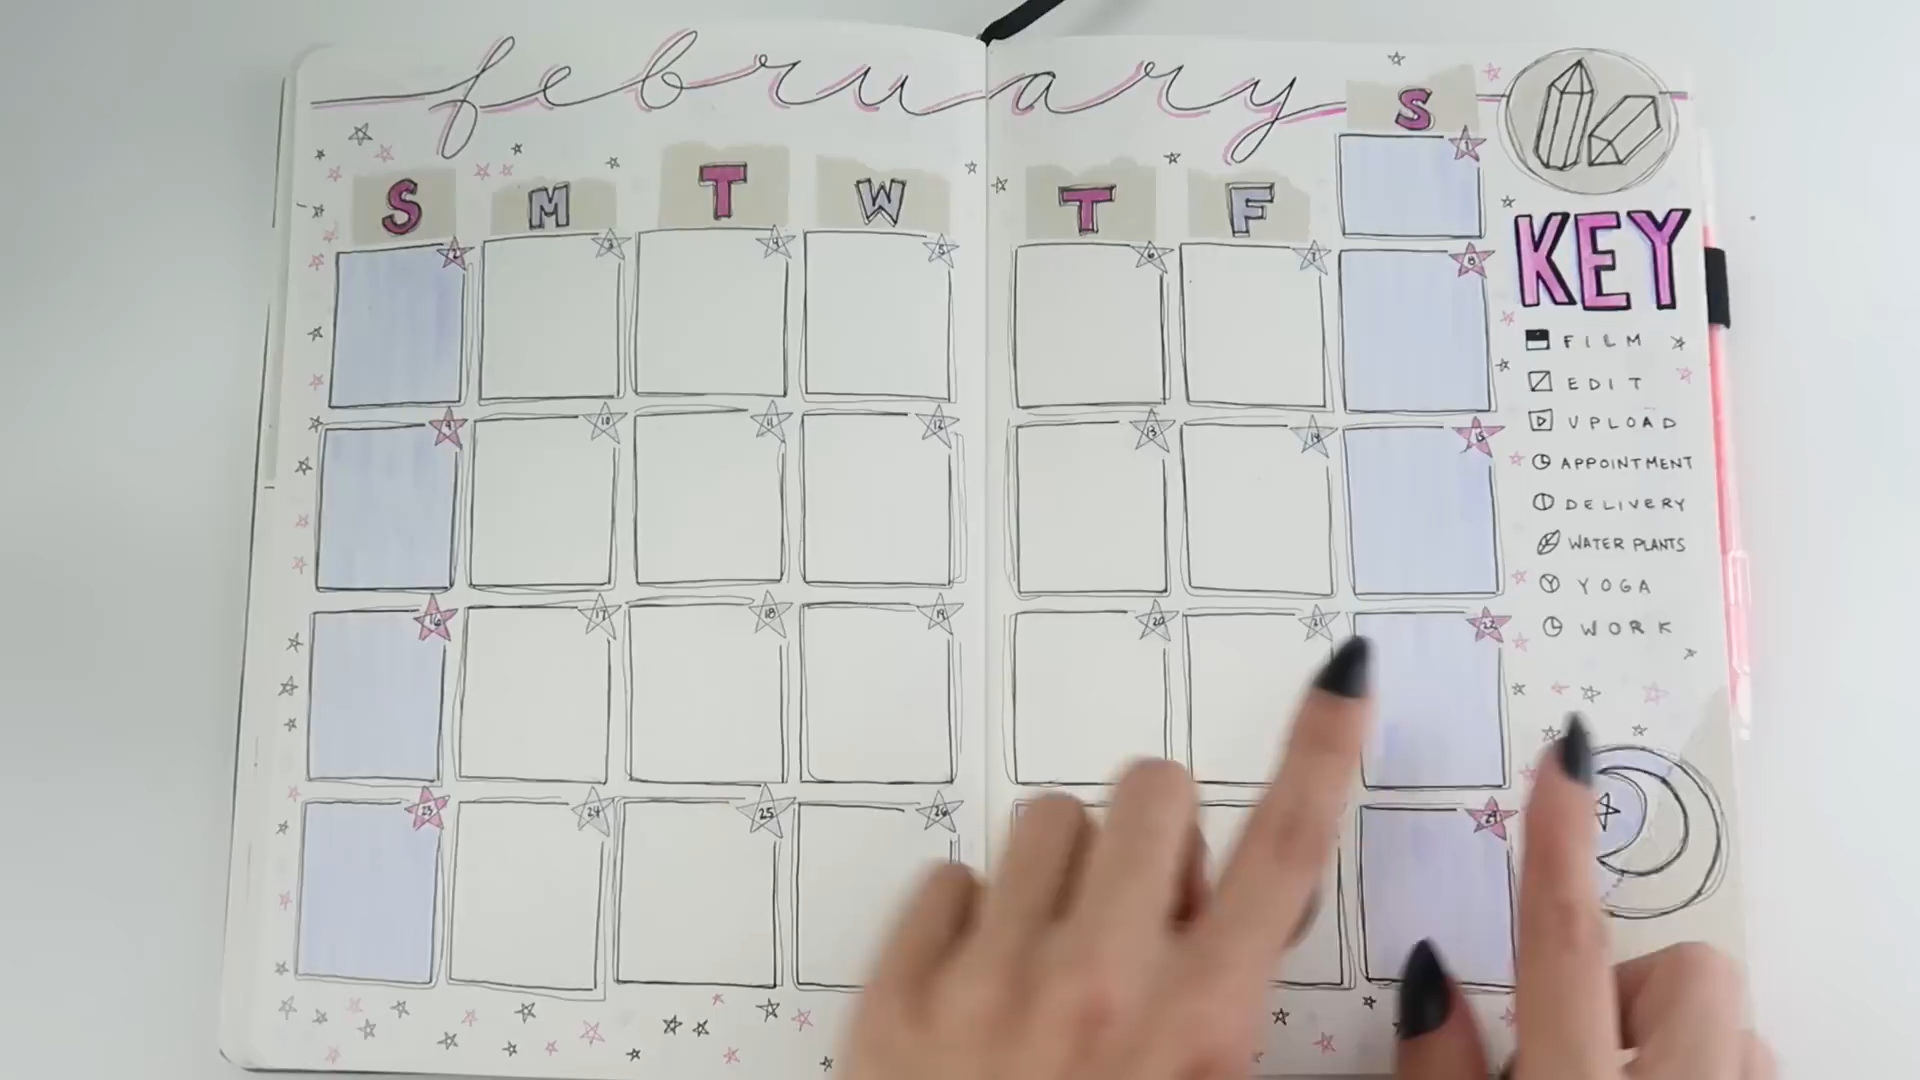 february
S
S M T W T F
1
2 3 4 5 6 7 8
9 10 11 12 13 14 15
16 17 18 19 20 21 22
23 24 25 26 29
KEY
FILM
EDIT
UPLOAD
APPOINTMENT
DELIVERY
WATER PLANTS
YOGA
WORK